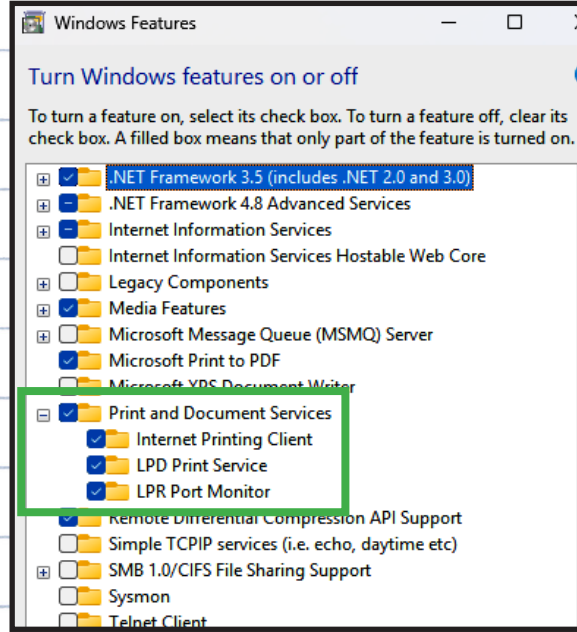 Windows Features
Turn Windows features on or off
To turn a feature on, select its check box. To turn a feature off, clear its
check box. A filled box means that only part of the feature is turned on.
.NET Framework 3.5 (includes .NET 2.0 and 3.0)
.NET Framework 4.8 Advanced Services
Internet Information Services
Internet Information Services Hostable Web Core
Legacy Components
Media Features
Microsoft Message Queue (MSMQ) Server
Microsoft Print to PDF
Microsoft XPS Document Writer
Print and Document Services
Internet Printing Client
LPD Print Service
LPR Port Monitor
Remote Differential Compression API Support
Simple TCPIP services (i.e. echo, daytime etc)
SMB 1.0/CIFS File Sharing Support
Sysmon
Telnet Client